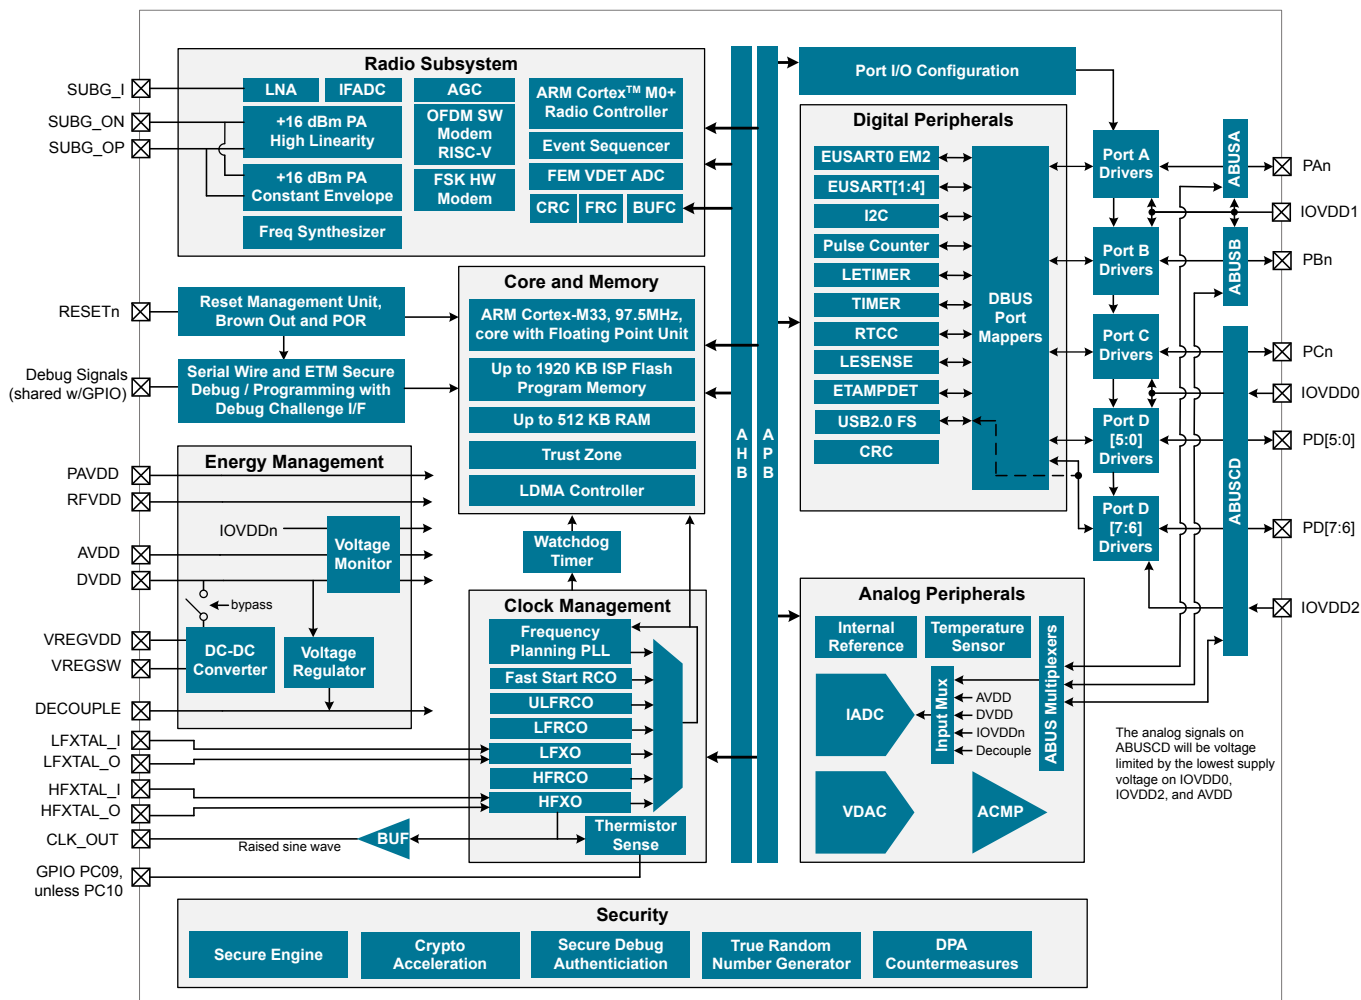 Radio Subsystem
SUBG_I
SUBG_ON
SUBG_OP
LNA
IFADC
+16 dBm PA
High Linearity
+16 dBm PA
Constant Envelope
Freq Synthesizer
AGC
OFDM SW
Modem
RISC-V
FSK HW
Modem
ARM Cortex™ M0+
Radio Controller
Event Sequencer
FEM VDET ADC
CRC
FRC
BUFC
RESETn
Debug Signals
(shared w/GPIO)
Reset Management Unit,
Brown Out and POR
Serial Wire and ETM Secure
Debug / Programming with
Debug Challenge I/F
Core and Memory
ARM Cortex-M33, 97.5MHz,
core with Floating Point Unit
Up to 1920 KB ISP Flash
Program Memory
Up to 512 KB RAM
Trust Zone
LDMA Controller
Watchdog
Timer
Energy Management
PAVDD
RFVDD
AVDD
DVDD
VREGVDD
VREGSW
DECOUPLE
IOVDDn
Voltage
Monitor
bypass
DC-DC
Converter
Voltage
Regulator
Clock Management
LFXTAL_I
LFXTAL_O
HFXTAL_I
HFXTAL_O
CLK_OUT
GPIO PC09,
unless PC10
Frequency
Planning PLL
Fast Start RCO
ULFRCO
LFRCO
LFXO
HFRCO
HFXO
Thermistor
Sense
BUF
Raised sine wave
AHB
APB
Port I/O Configuration
Digital Peripherals
EUSART0 EM2
EUSART[1:4]
I2C
Pulse Counter
LETIMER
TIMER
RTCC
LESENSE
ETAMPDET
USB2.0 FS
CRC
DBUS
Port
Mappers
Port A
Drivers
Port B
Drivers
Port C
Drivers
Port D
[5:0]
Drivers
Port D
[7:6]
Drivers
ABUSA
ABUSB
ABUSCD
PAn
IOVDD1
PBn
PCn
IOVDD0
PD[5:0]
PD[7:6]
IOVDD2
Analog Peripherals
Internal
Reference
Temperature
Sensor
IADC
Input Mux
AVDD
DVDD
IOVDDn
Decouple
ABUS Multiplexers
VDAC
ACMP
The analog signals on
ABUSCD will be voltage
limited by the lowest supply
voltage on IOVDD0,
IOVDD2, and AVDD
Security
Secure Engine
Crypto
Acceleration
Secure Debug
Authenticiation
True Random
Number Generator
DPA
Countermeasures